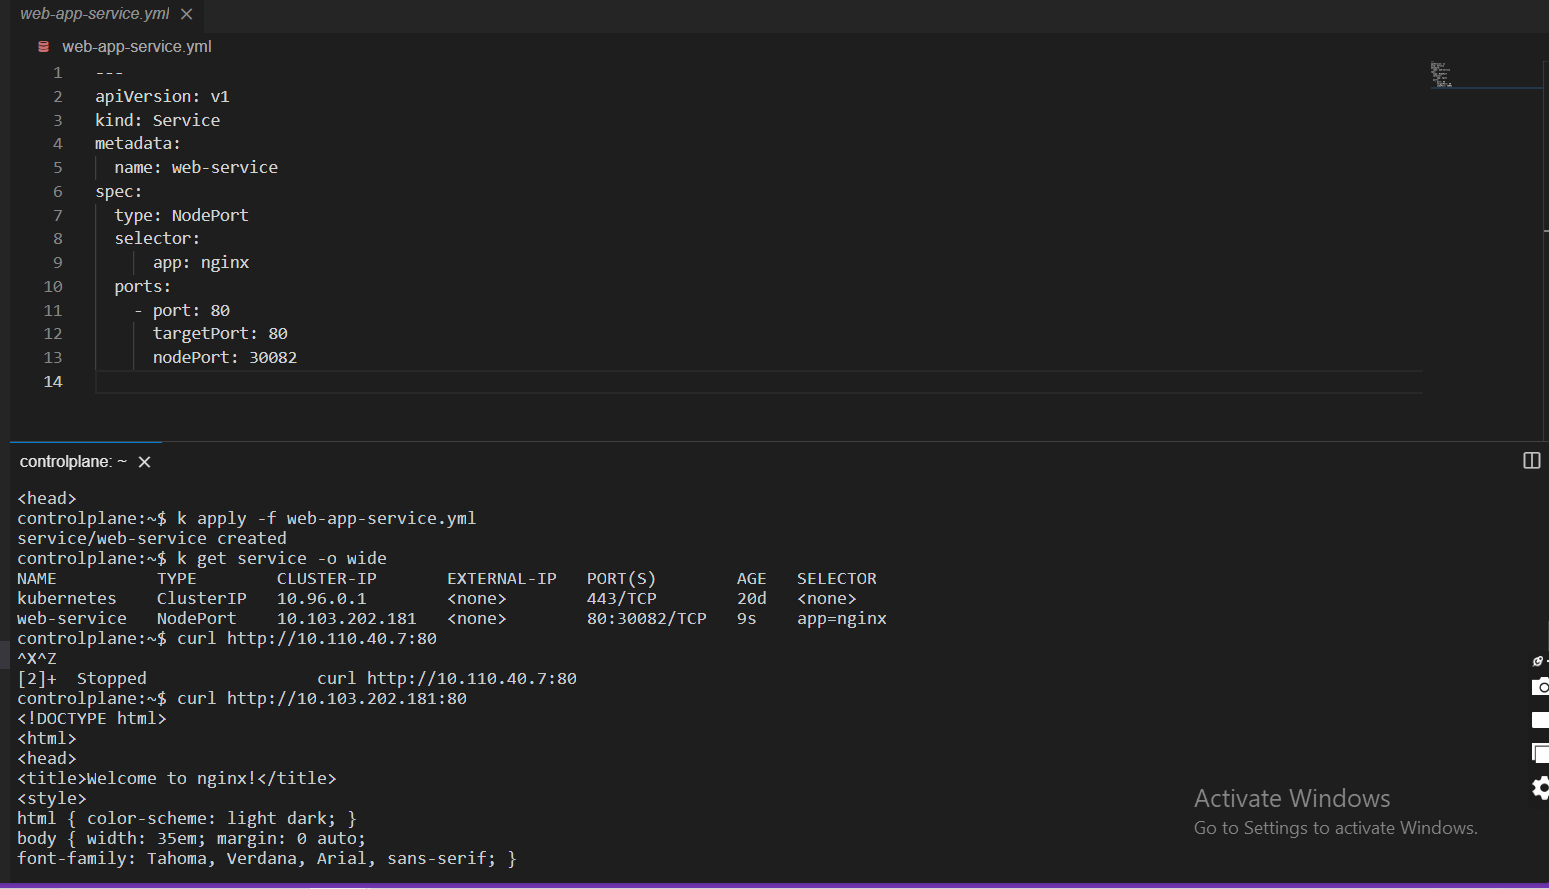 web-app-service.yml
web-app-service.yml
1 ---
2 apiVersion: v1
3 kind: Service
4 metadata:
5   name: web-service
6 spec:
7   type: NodePort
8   selector:
9       app: nginx
10   ports:
11     - port: 80
12       targetPort: 80
13       nodePort: 30082
14
controlplane: ~
<head>
controlplane:~$ k apply -f web-app-service.yml
service/web-service created
controlplane:~$ k get service -o wide
NAME          TYPE        CLUSTER-IP       EXTERNAL-IP   PORT(S)        AGE   SELECTOR
kubernetes    ClusterIP   10.96.0.1        <none>        443/TCP        20d   <none>
web-service   NodePort    10.103.202.181   <none>        80:30082/TCP   9s    app=nginx
controlplane:~$ curl http://10.110.40.7:80
^X^Z
[2]+  Stopped                 curl http://10.110.40.7:80
controlplane:~$ curl http://10.103.202.181:80
<!DOCTYPE html>
<html>
<head>
<title>Welcome to nginx!</title>
<style>
html { color-scheme: light dark; }
body { width: 35em; margin: 0 auto;
font-family: Tahoma, Verdana, Arial, sans-serif; }
Activate Windows
Go to Settings to activate Windows.